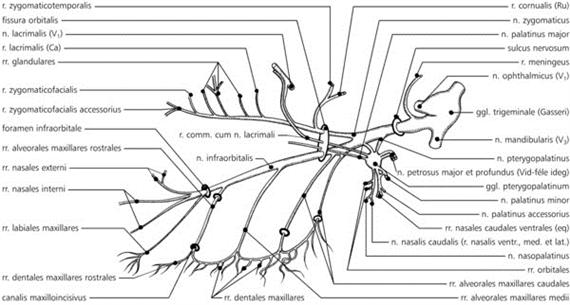 r. zygomaticotemporalis
fissura orbitalis
n. lacrimalis (V₁)
r. lacrimalis (Ca)
rr. glandulares
r. zygomaticofacialis
r. zygomaticofacialis accessorius
foramen infraorbitale
rr. alveorales maxillares rostrales
rr. nasales externi
rr. nasales interni
rr. labiales maxillares
rr. dentales maxillares rostrales
canalis maxilloincisivus
r. comm. cum n. lacrimali
n. infraorbitalis
rr. dentales maxillares
r. cornualis (Ru)
n. zygomaticus
n. palatinus major
sulcus nervosum
r. meningeus
n. ophthalmicus (V₁)
ggl. trigeminale (Gasseri)
n. mandibularis (V₃)
n. pterygopalatinus
n. petrosus major et profundus (Vid-féle ideg)
ggl. pterygopalatinum
n. palatinus minor
n. palatinus accessorius
rr. nasales caudales ventrales (eq)
n. nasalis caudalis (r. nasalis ventr., med. et lat.)
n. nasopalatinus
rr. orbitales
rr. alveorales maxillares caudales
rr. alveorales maxillares medii